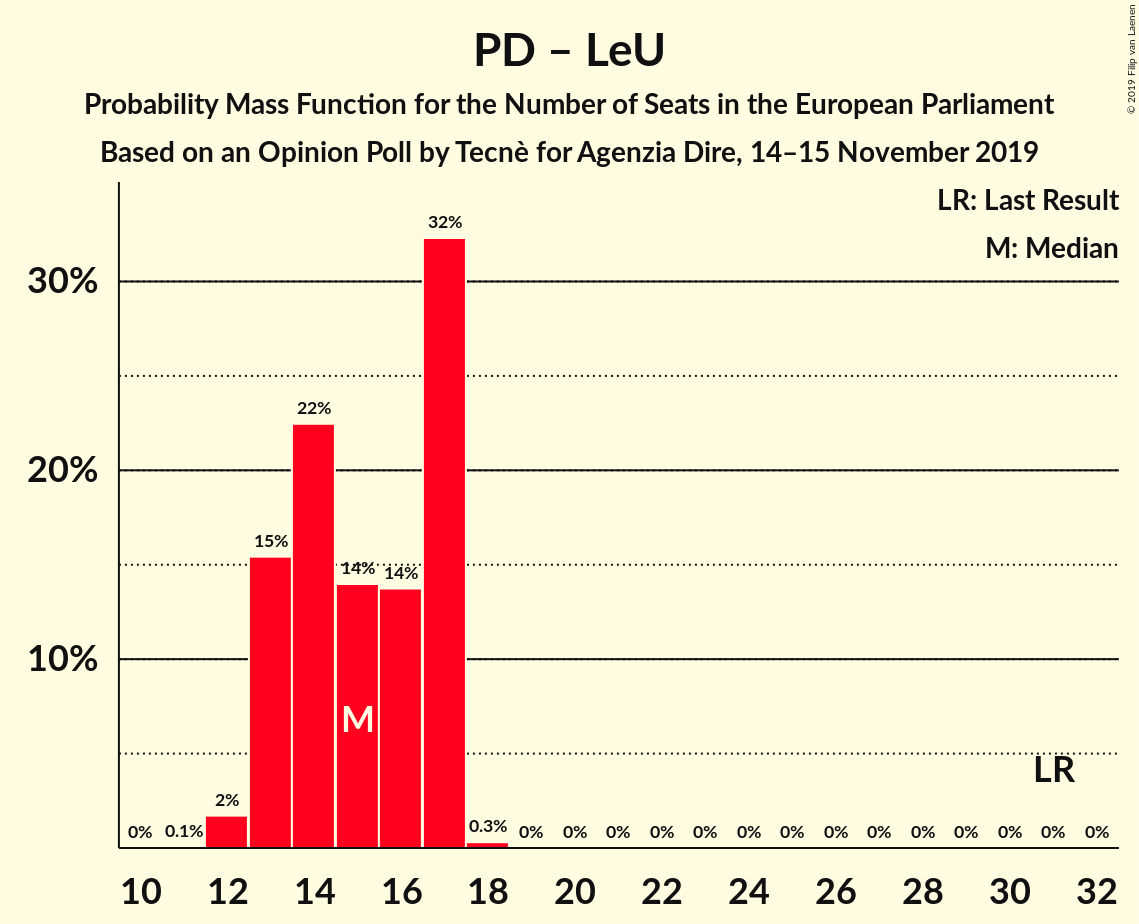 PD – LeU
Probability Mass Function for the Number of Seats in the European Parliament
Based on an Opinion Poll by Tecnè for Agenzia Dire, 14–15 November 2019
© 2019 Filip van Laenen
LR: Last Result
M: Median
30%
20%
10%
0%
0.1%
2%
15%
22%
14%
14%
32%
0.3%
0%
0%
0%
0%
0%
0%
0%
0%
0%
0%
0%
0%
0%
0%
M
LR
10 12 14 16 18 20 22 24 26 28 30 32